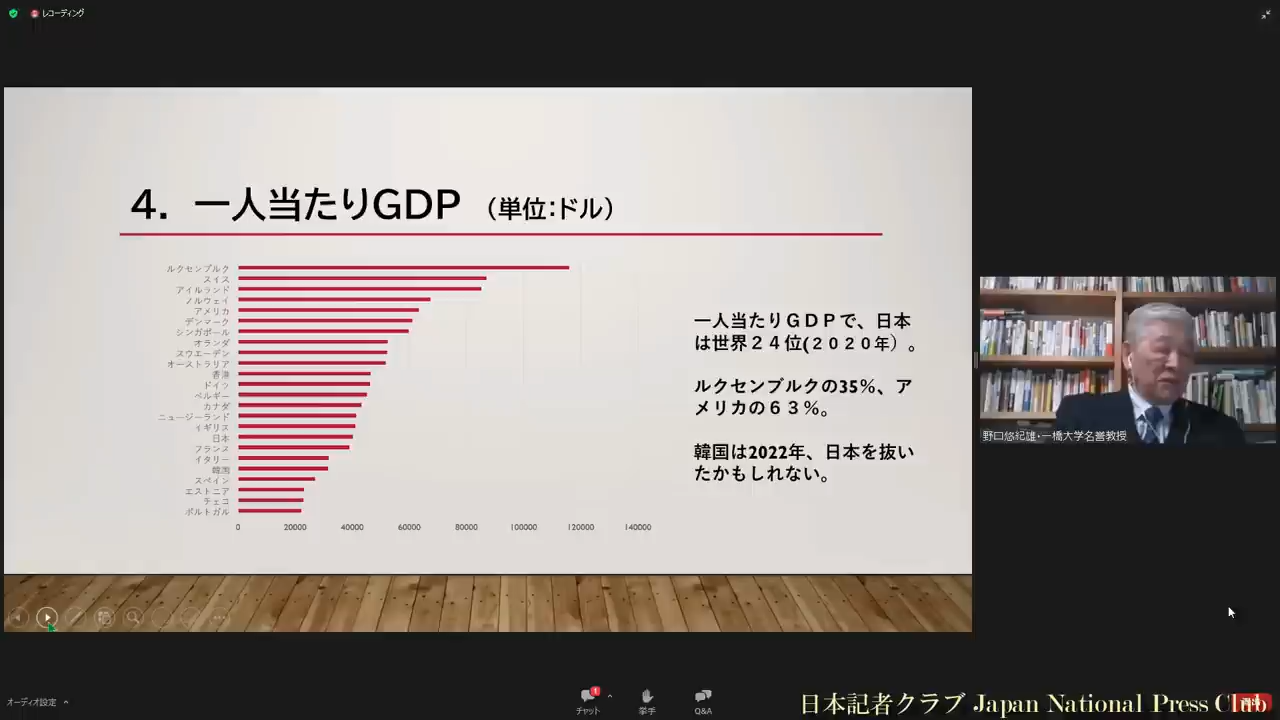 レコーディング
4. 一人当たりGDP （単位:ドル）
ルクセンブルク
スイス
アイルランド
ノルウェイ
アメリカ
デンマーク
シンガポール
オランダ
スウエーデン
オーストラリア
香港
ドイツ
ベルギー
カナダ
ニュージーランド
イギリス
日本
フランス
イタリー
韓国
スペイン
エストニア
チェコ
ポルトガル
0 20000 40000 60000 80000 100000 120000 140000
一人当たりＧＤＰで、日本
は世界２４位(２０２０年）。
ルクセンブルクの35％、ア
メリカの６３％。
韓国は2022年、日本を抜い
たかもしれない。
野口悠紀雄・一橋大学名誉教授
オーディオ設定
1
チャット
挙手
Q&A
日本記者クラブ Japan National Press Club